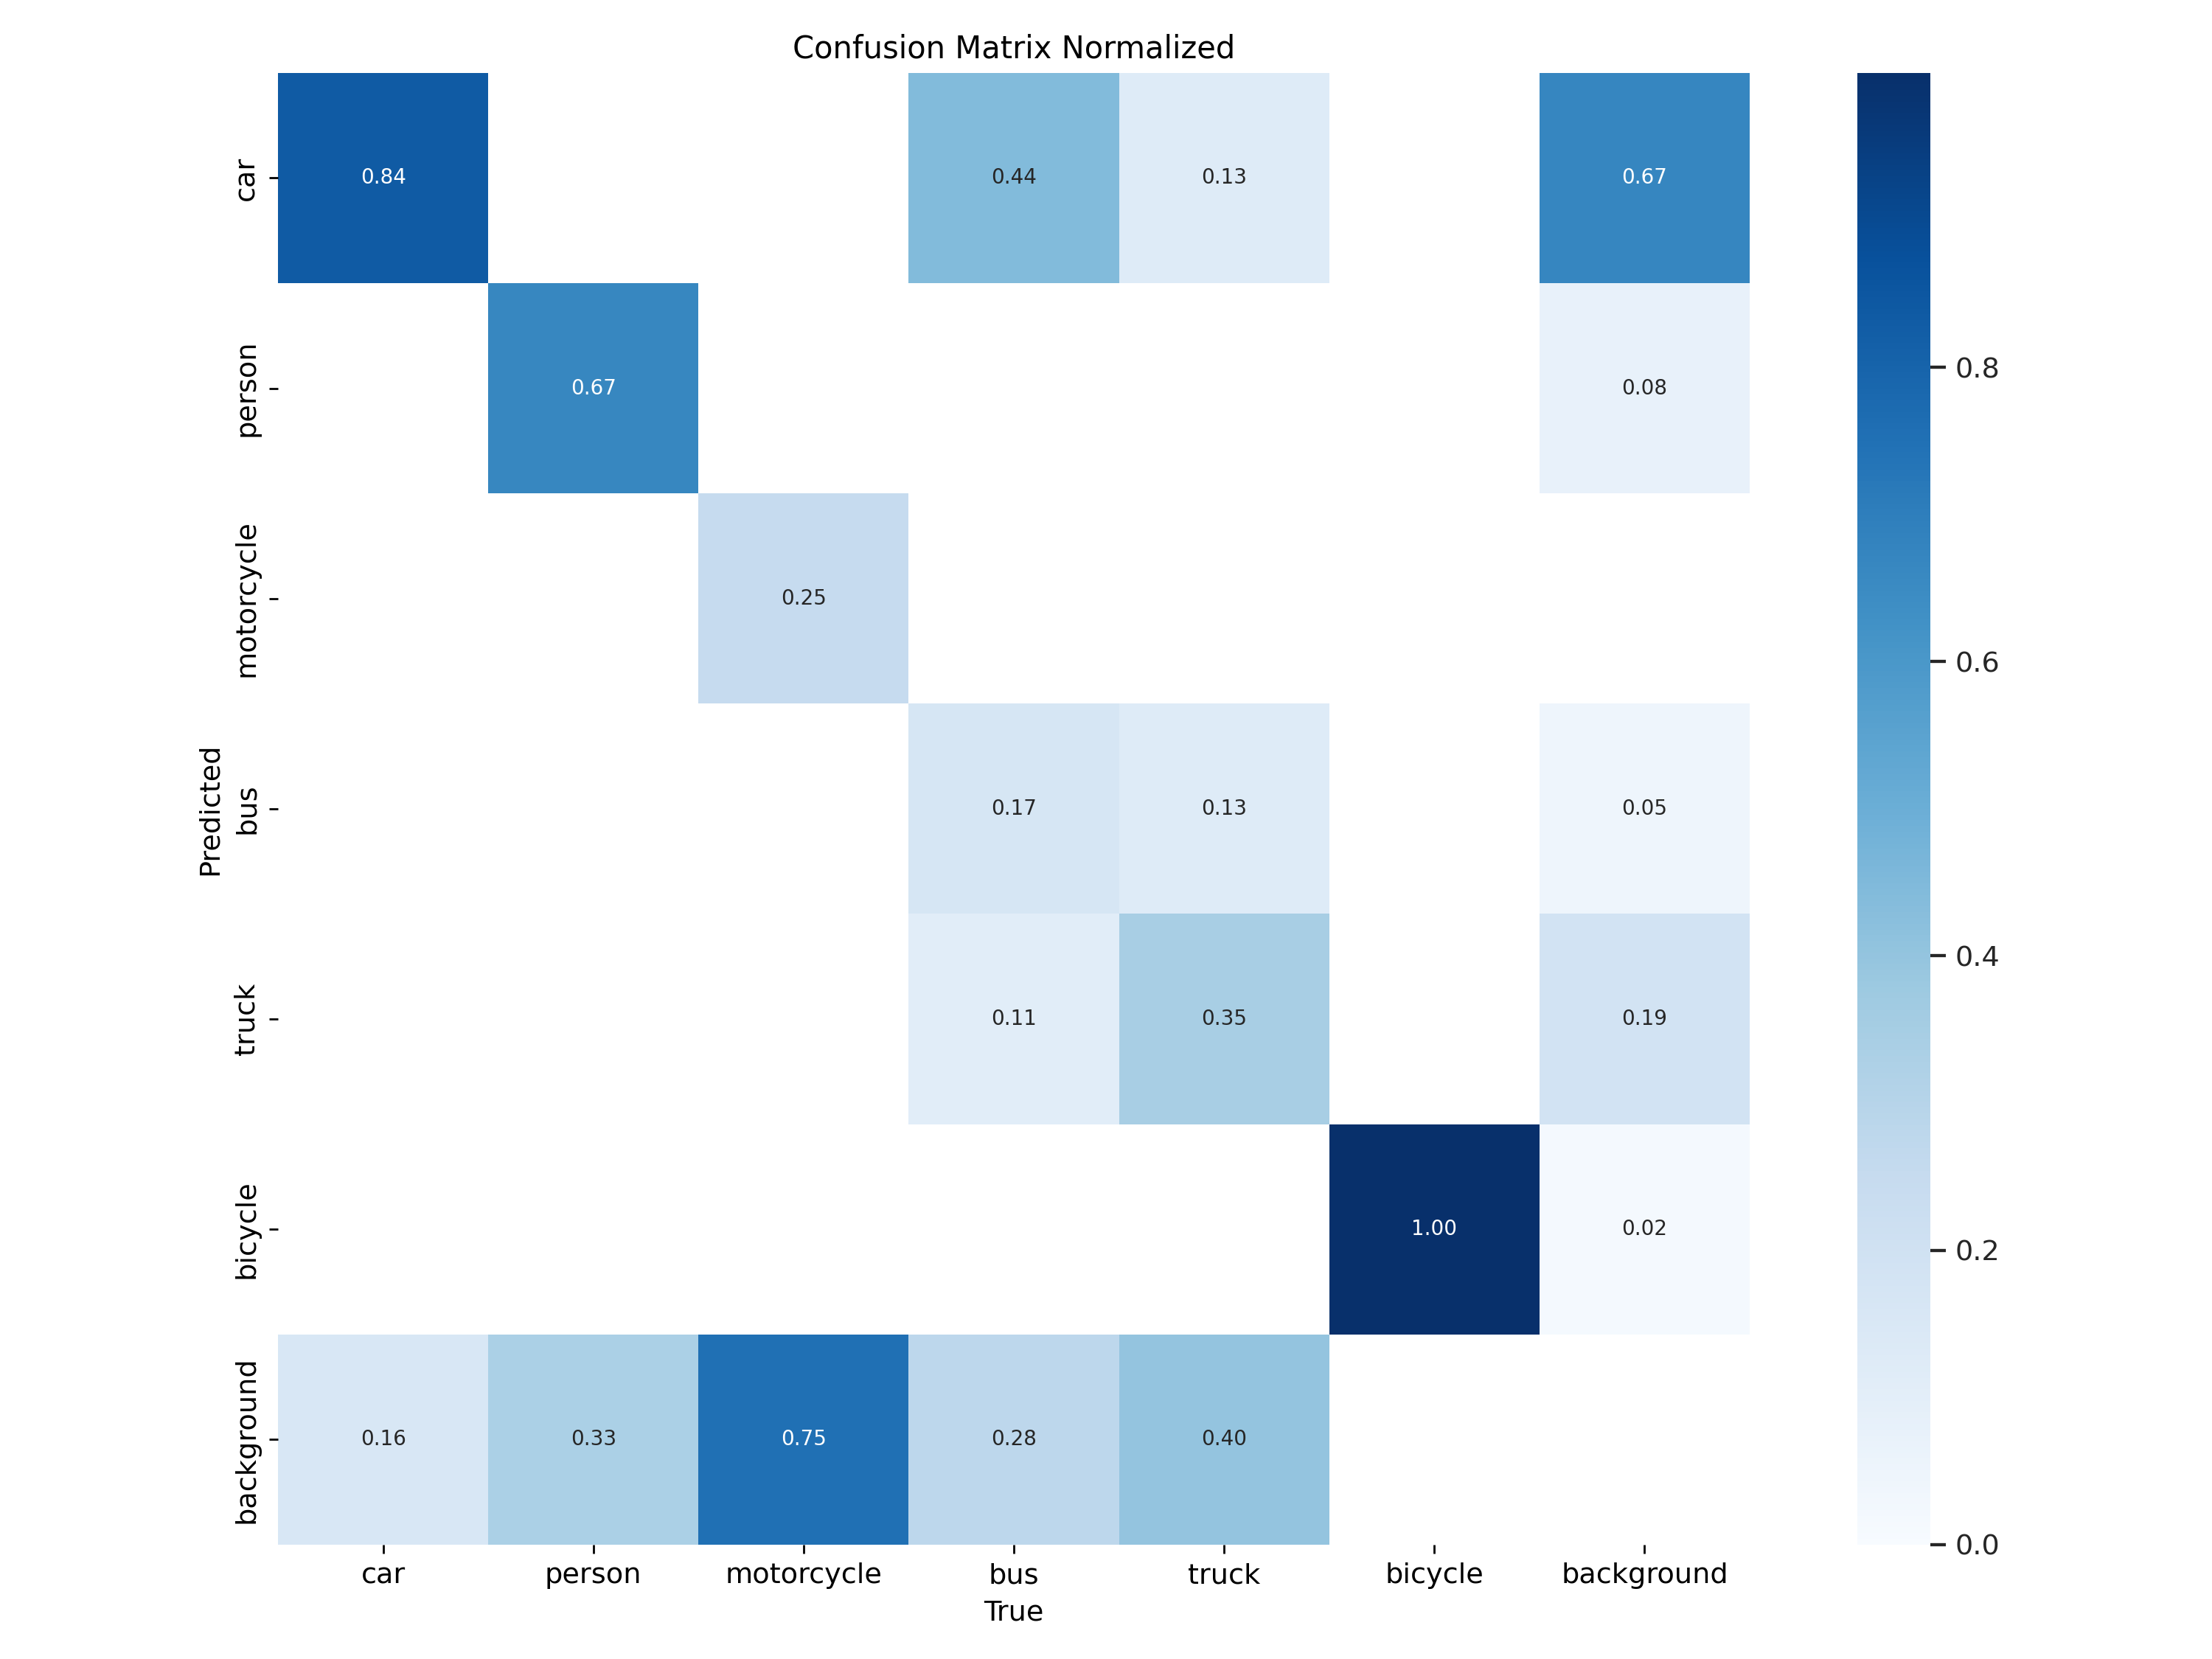 Confusion Matrix Normalized
car
0.84
0.44
0.13
0.67
person
0.67
0.08
0.8
motorcycle
0.25
0.6
Predicted
bus
0.17
0.13
0.05
0.4
truck
0.11
0.35
0.19
bicycle
1.00
0.02
0.2
background
0.16
0.33
0.75
0.28
0.40
0.0
car person motorcycle bus truck bicycle background
True